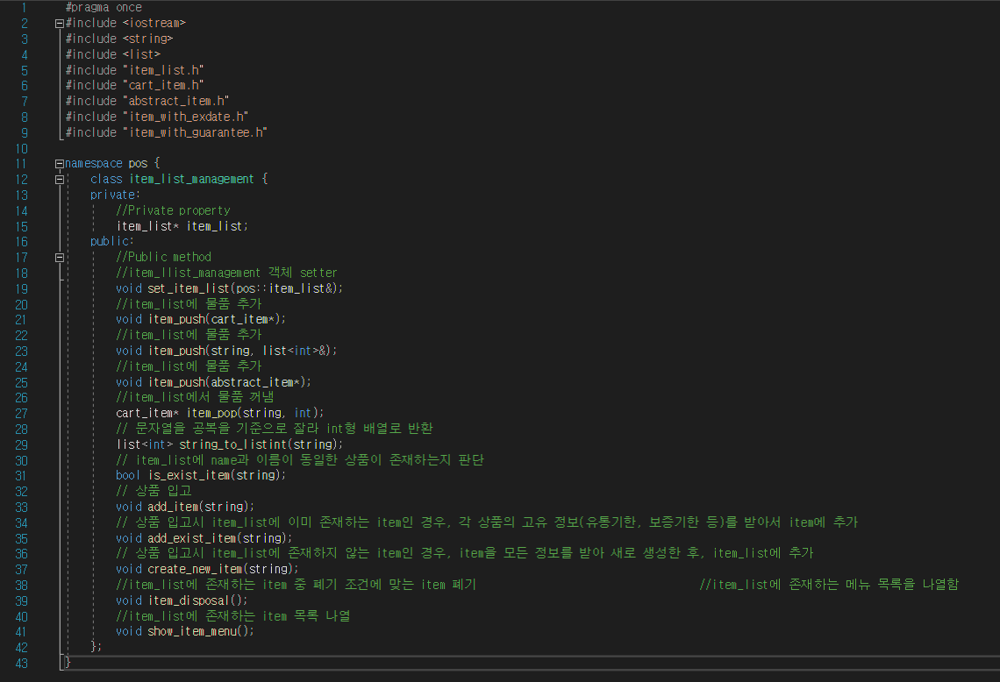 1 #pragma once
2 #include <iostream>
3 #include <string>
4 #include <list>
5 #include "item_list.h"
6 #include "cart_item.h"
7 #include "abstract_item.h"
8 #include "item_with_exdate.h"
9 #include "item_with_guarantee.h"
10
11 namespace pos {
12 class item_list_management {
13 private:
14 //Private property
15 item_list* item_list;
16 public:
17 //Public method
18 //item_llist_management 객체 setter
19 void set_item_list(pos::item_list&);
20 //item_list에 물품 추가
21 void item_push(cart_item*);
22 //item_list에 물품 추가
23 void item_push(string, list<int>&);
24 //item_list에 물품 추가
25 void item_push(abstract_item*);
26 //item_list에서 물품 꺼냄
27 cart_item* item_pop(string, int);
28 // 문자열을 공복을 기준으로 잘라 int형 배열로 반환
29 list<int> string_to_listint(string);
30 // item_list에 name과 이름이 동일한 상품이 존재하는지 판단
31 bool is_exist_item(string);
32 // 상품 입고
33 void add_item(string);
34 // 상품 입고시 item_list에 이미 존재하는 item인 경우, 각 상품의 고유 정보(유통기한, 보증기한 등)를 받아서 item에 추가
35 void add_exist_item(string);
36 // 상품 입고시 item_list에 존재하지 않는 item인 경우, item을 모든 정보를 받아 새로 생성한 후, item_list에 추가
37 void create_new_item(string);
38 //item_list에 존재하는 item 중 폐기 조건에 맞는 item 폐기 //item_list에 존재하는 메뉴 목록을 나열함
39 void item_disposal();
40 //item_list에 존재하는 item 목록 나열
41 void show_item_menu();
42 };
43 }